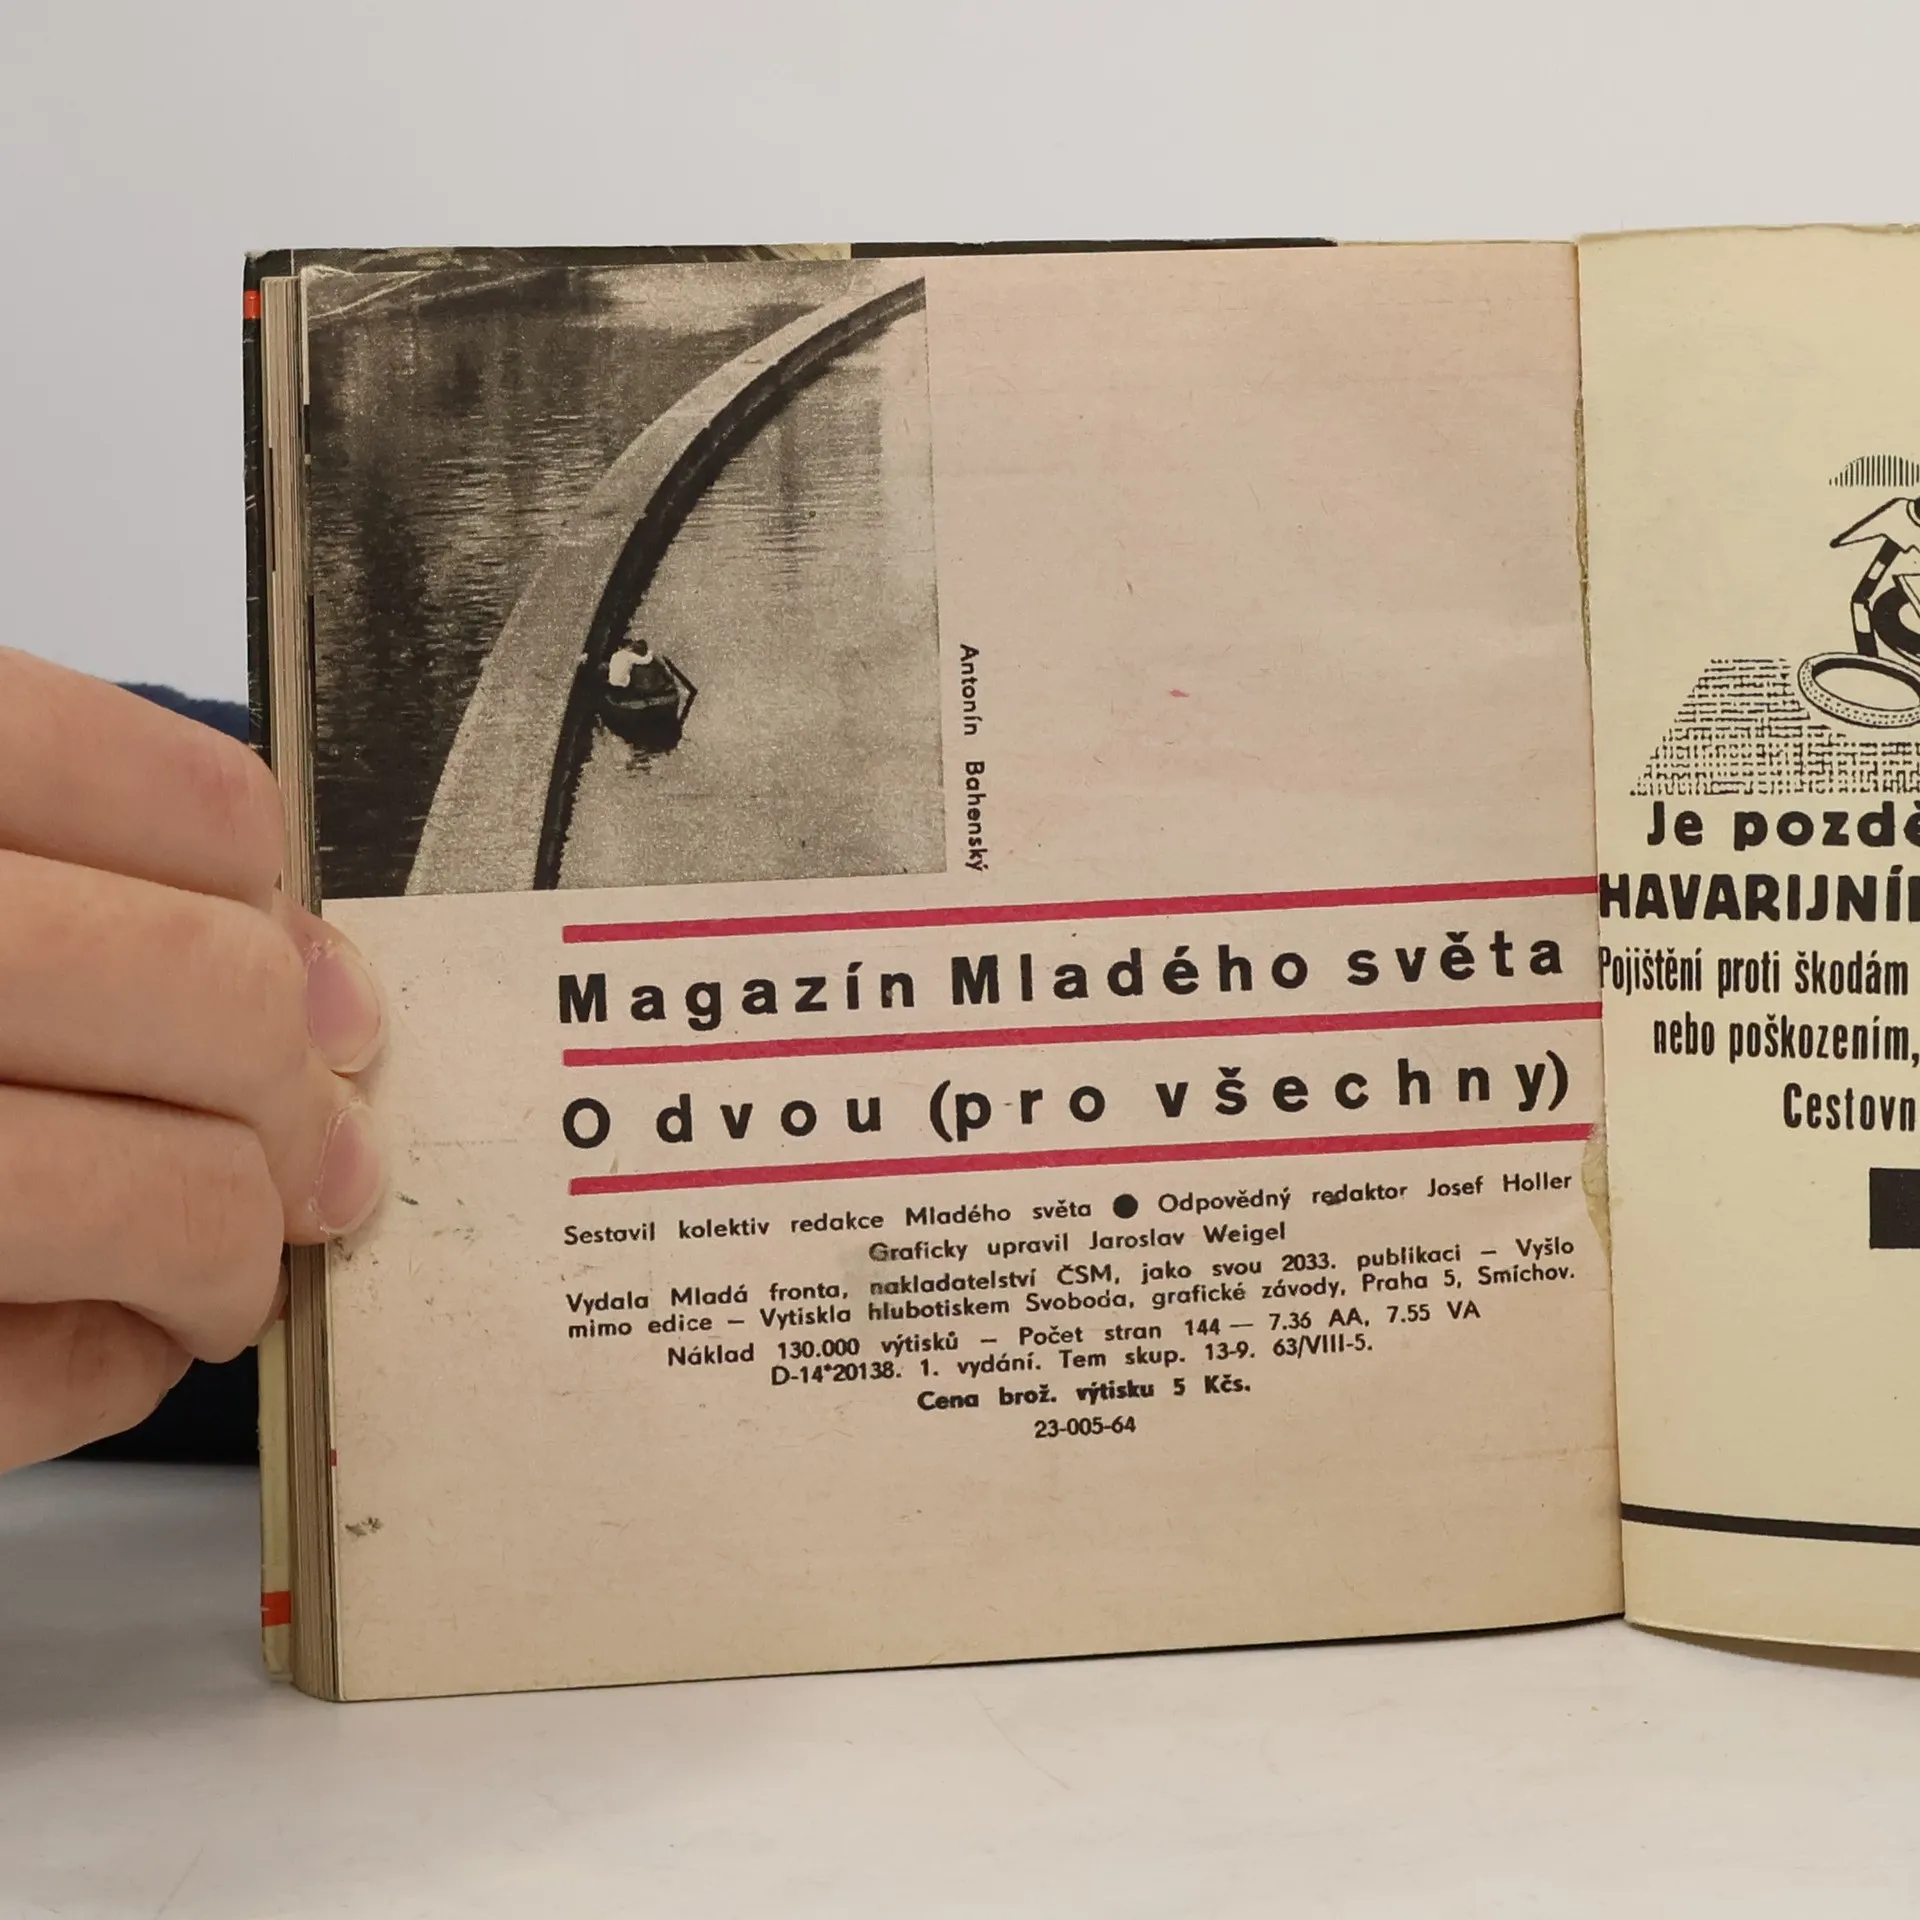 Antonín Bahenský
Magazín Mladého světa
O dvou (pro všechny)
Sestavil kolektiv redakce Mladého světa ● Odpovědný redaktor Josef Holler
Graficky upravil Jaroslav Weigel
Vydala Mladá fronta, nakladatelství ČSM, jako svou 2033. publikaci — Vyšlo
mimo edice — Vytiskla hlubotiskem Svoboda, grafické závody, Praha 5, Smíchov.
Náklad 130.000 výtisků — Počet stran 144 — 7.36 AA, 7.55 VA
D-14*20138. 1. vydání. Tem skup. 13-9. 63/VIII-5.
Cena brož. výtisku 5 Kčs.
23-005-64
Je pozdě
HAVARIJNÍ
Pojištění proti škodám
nebo poškozením,
Cestovn